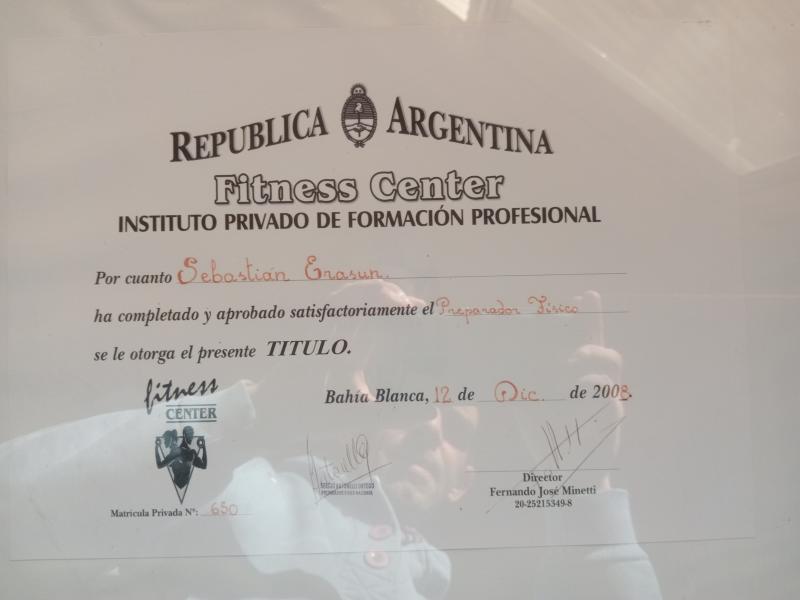 REPUBLICA ARGENTINA
Fitness Center
INSTITUTO PRIVADO DE FORMACIÓN PROFESIONAL
Por cuanto Sebastián Erasun.
ha completado y aprobado satisfactoriamente el Preparador Físico
se le otorga el presente TITULO.
Bahía Blanca, 12 de Dic. de 2008.
fitness
CENTER
Director
Fernando José Minetti
20-25215349-8
Matrícula Privada Nº: 650